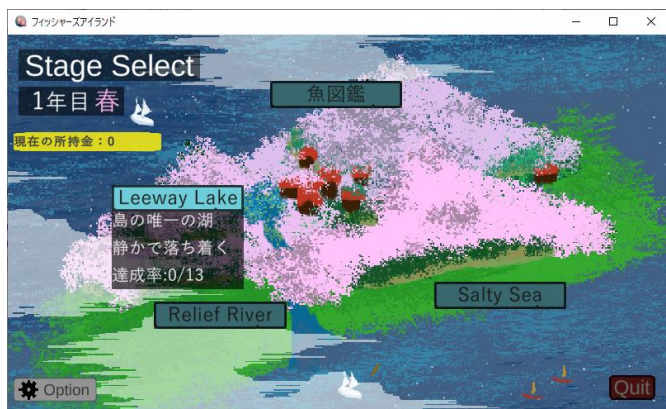 フィッシャーズアイランド
Stage Select
1年目 春
魚図鑑
現在の所持金：0
Leeway Lake
島の唯一の湖
静かで落ち着く
達成率:0/13
Salty Sea
Relief River
Option
Quit